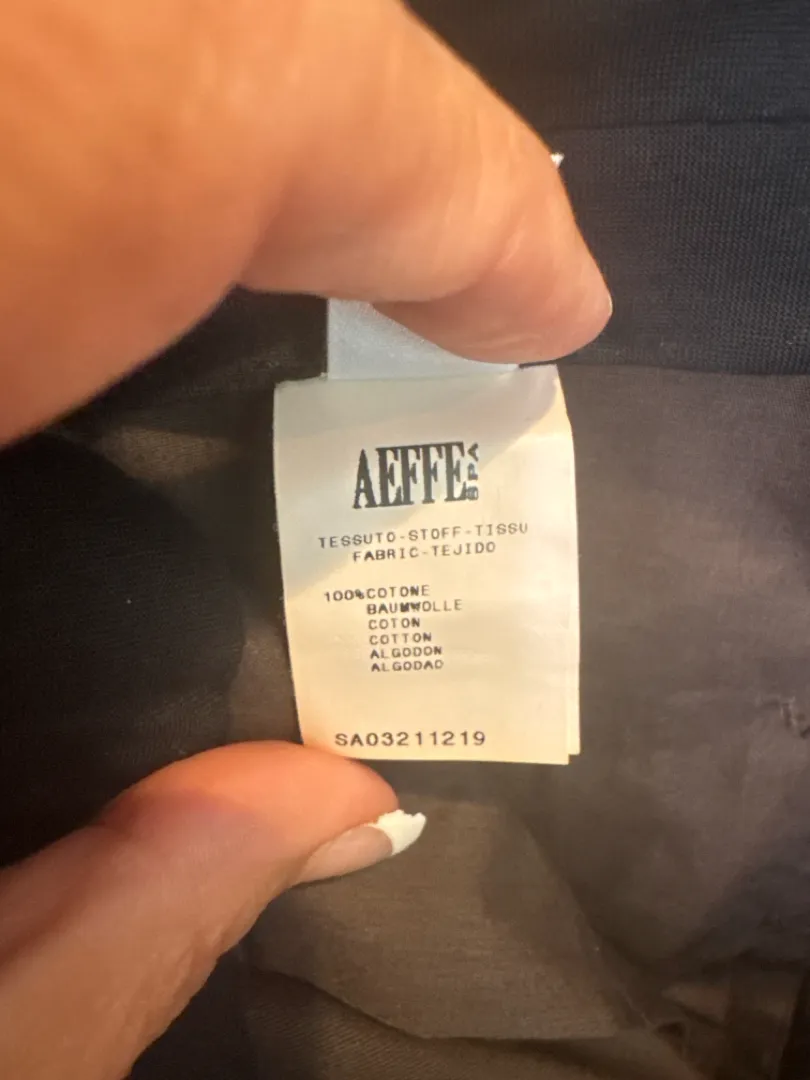 AEFFE SPA
TESSUTO-STOFF-TISSU
FABRIC-TEJIDO
100%COTONE
BAUMWOLLE
COTON
COTTON
ALGODON
ALGODAO
SA03211219